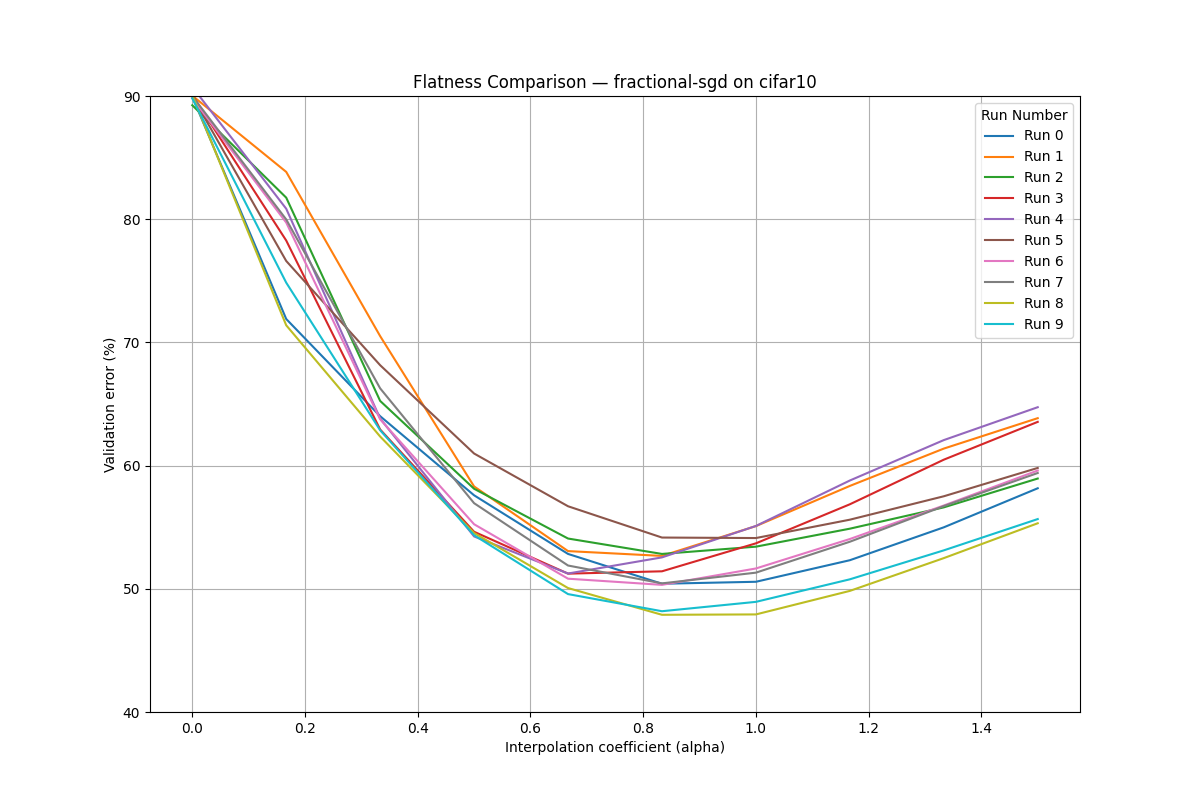 Flatness Comparison — fractional-sgd on cifar10
90
80
70
60
50
40
Validation error (%)
0.0 0.2 0.4 0.6 0.8 1.0 1.2 1.4
Interpolation coefficient (alpha)
Run Number
Run 0
Run 1
Run 2
Run 3
Run 4
Run 5
Run 6
Run 7
Run 8
Run 9